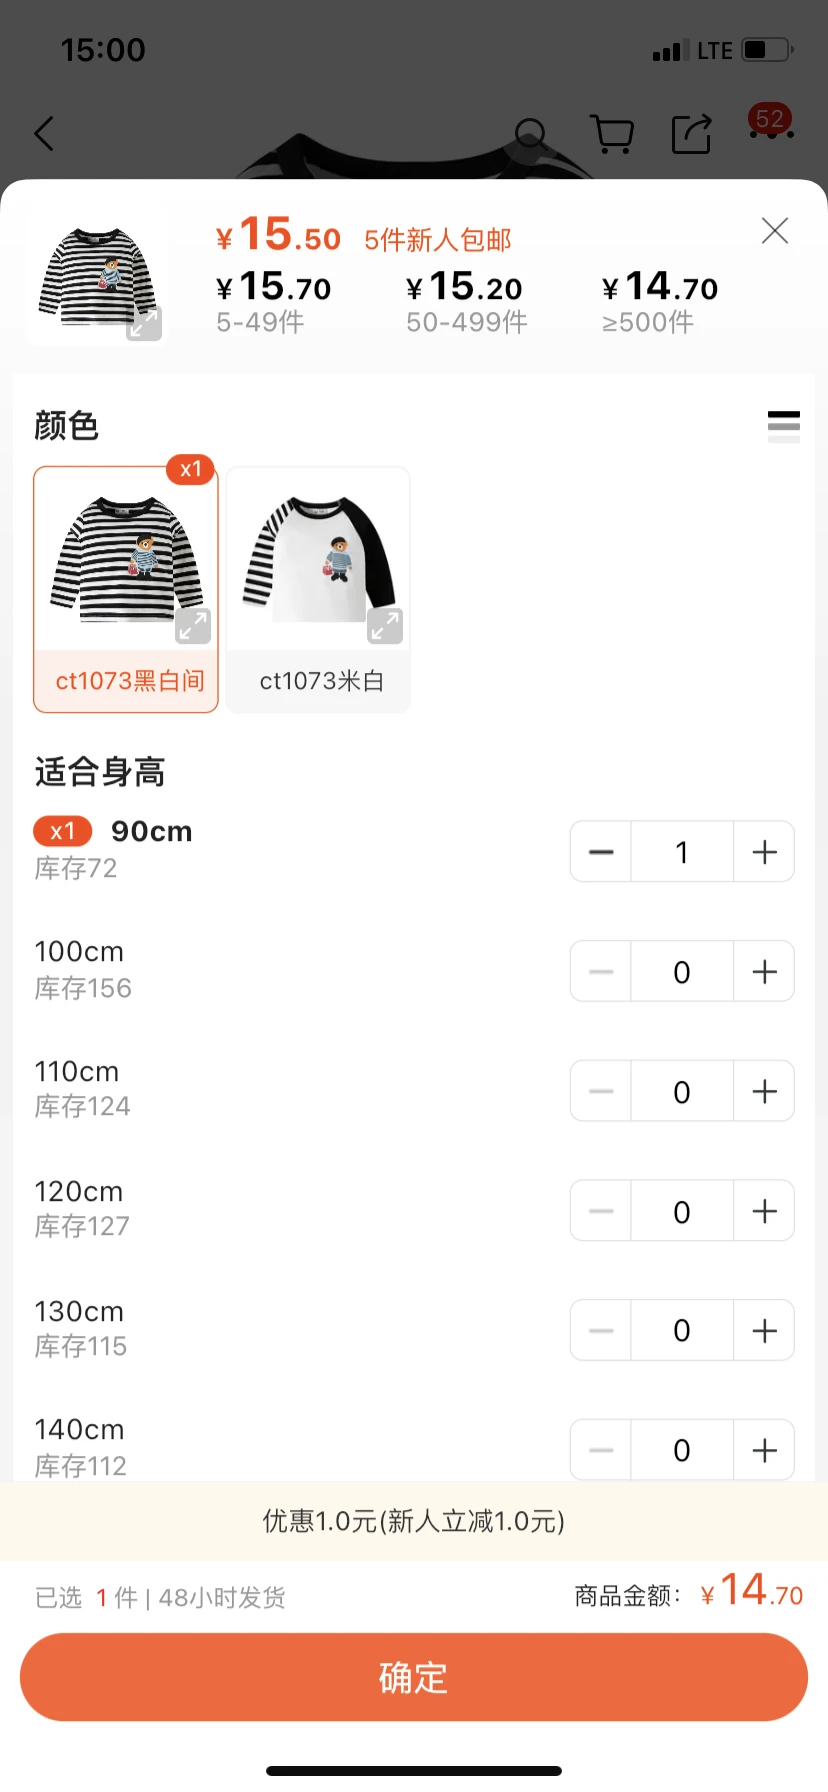 15:00 LTE
52
¥15.50 5件新人包邮
¥15.70 ¥15.20 ¥14.70
5-49件 50-499件 ≥500件
颜色
x1
ct1073黑白间 ct1073米白
适合身高
x1 90cm
库存72
1
100cm
库存156
0
110cm
库存124
0
120cm
库存127
0
130cm
库存115
0
140cm
库存112
0
优惠1.0元(新人立减1.0元)
已选 1 件 | 48小时发货 商品金额: ¥14.70
确定